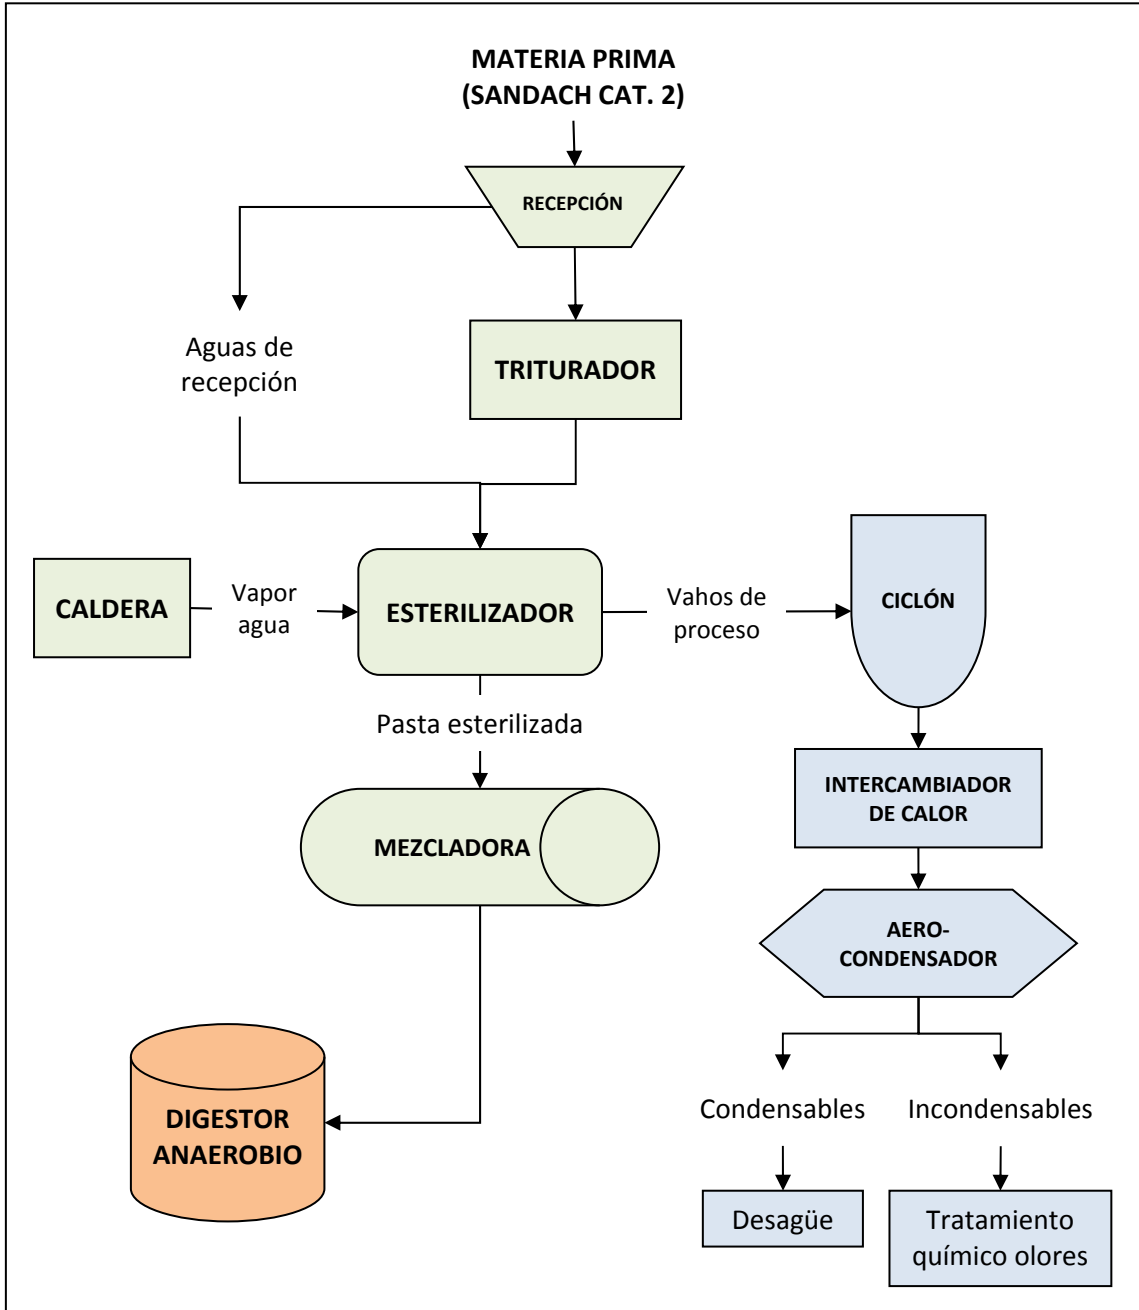 MATERIA PRIMA
(SANDACH CAT. 2)
RECEPCIÓN
Aguas de
recepción
TRITURADOR
CALDERA
Vapor
agua
ESTERILIZADOR
Vahos de
proceso
CICLÓN
Pasta esterilizada
INTERCAMBIADOR
DE CALOR
MEZCLADORA
AERO-
CONDENSADOR
DIGESTOR
ANAEROBIO
Condensables
Incondensables
Desagüe
Tratamiento
químico olores